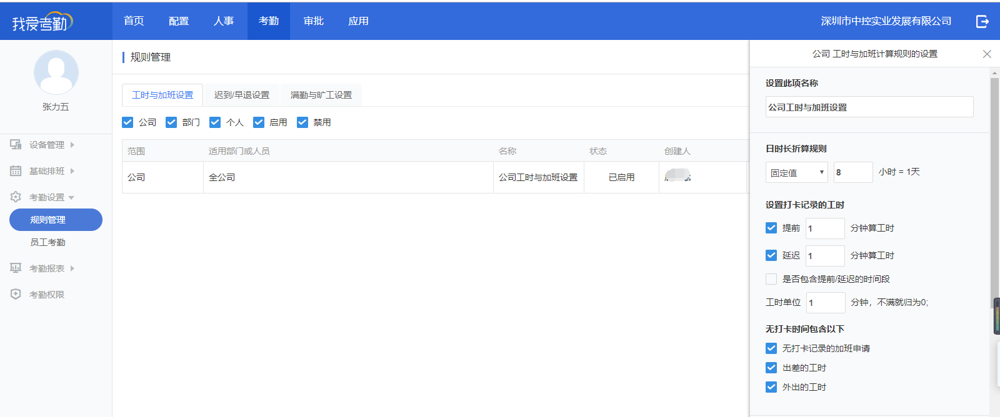 我爱考勤
首页 配置 人事 考勤 审批 应用
深圳市中控实业发展有限公司
张力五
设备管理
基础排班
考勤设置
规则管理
员工考勤
考勤报表
考勤权限
规则管理
工时与加班设置 迟到/早退设置 满勤与旷工设置
公司 部门 个人 启用 禁用
范围 适用部门或人员 名称 状态 创建人
公司 全公司 公司工时与加班设置 已启用
公司 工时与加班计算规则的设置
设置此项名称
公司工时与加班设置
日时长折算规则
固定值 8 小时 = 1天
设置打卡记录的工时
提前 1 分钟算工时
延迟 1 分钟算工时
是否包含提前/延迟的时间段
工时单位 1 分钟，不满就归为0;
无打卡时间包含以下
无打卡记录的加班申请
出差的工时
外出的工时